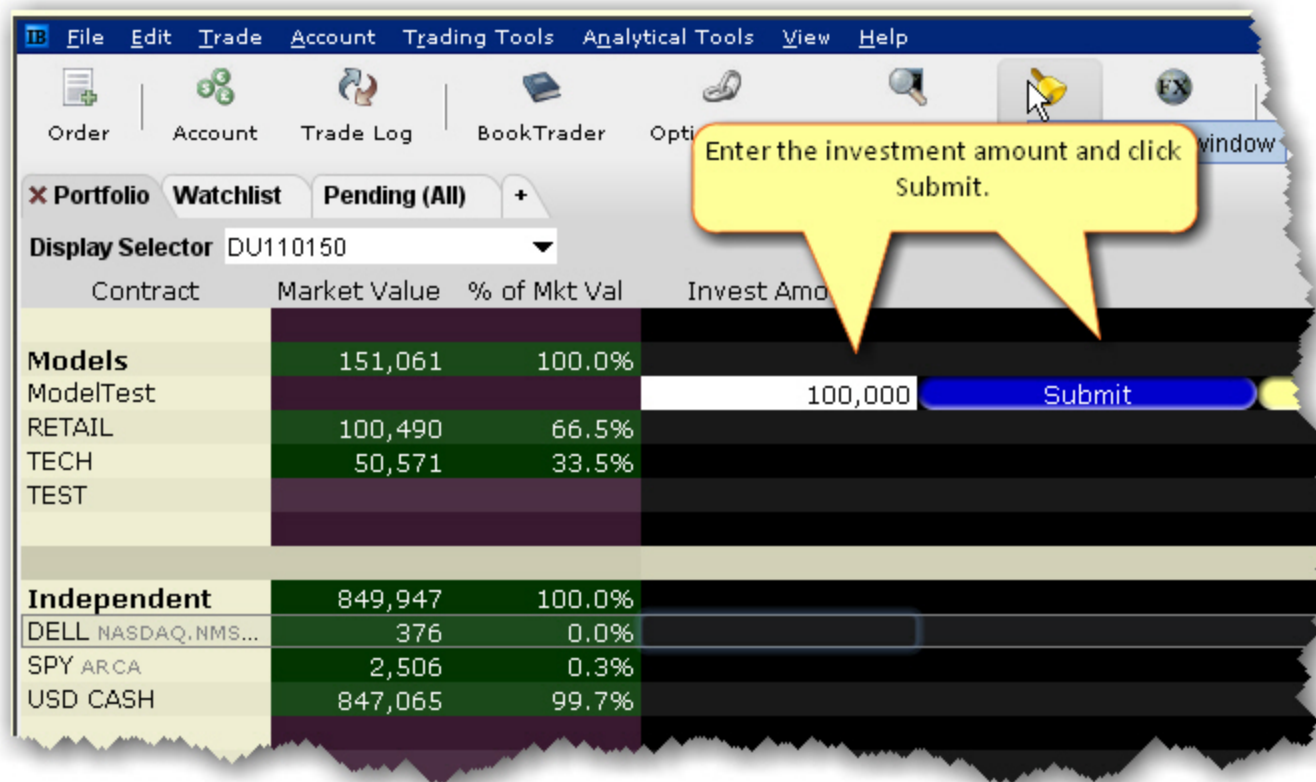 IB File Edit Trade Account Trading Tools Analytical Tools View Help
Order Account Trade Log BookTrader FX
window
Enter the investment amount and click
Submit.
Portfolio Watchlist Pending (All) +
Display Selector DU110150
Contract Market Value % of Mkt Val Invest
Models 151,061 100.0%
ModelTest 100,000 Submit
RETAIL 100,490 66.5%
TECH 50,571 33.5%
TEST
Independent 849,947 100.0%
DELL NASDAQ.NMS... 376 0.0%
SPY ARCA 2,506 0.3%
USD CASH 847,065 99.7%